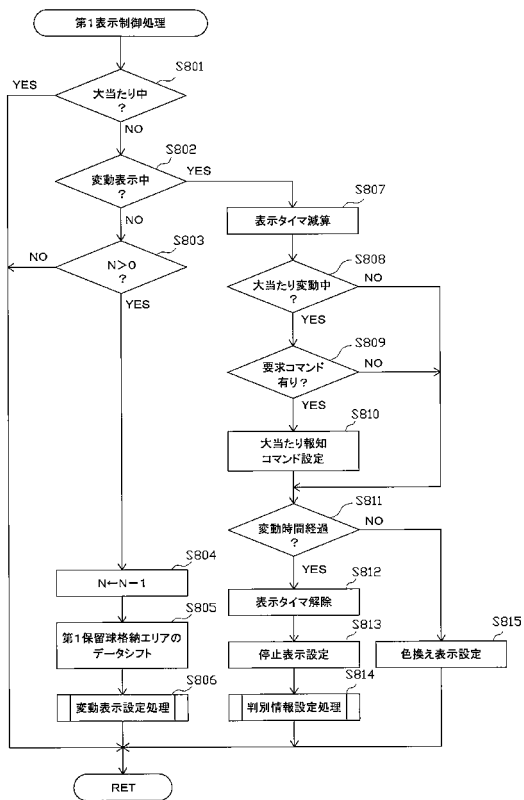 第1表示制御処理
S801
YES
大当たり中
?
NO
S802
変動表示中
?
YES
NO
S803
NO
N>0
?
YES
S807
表示タイマ減算
S808
大当たり変動中
?
NO
YES
S809
要求コマンド
有り?
NO
YES
S810
大当たり報知
コマンド設定
S811
変動時間経過
?
NO
YES
S804
N←N−1
S805
第1保留球格納エリアの
データシフト
S806
変動表示設定処理
S812
表示タイマ解除
S813
停止表示設定
S814
判別情報設定処理
S815
色換え表示設定
RET